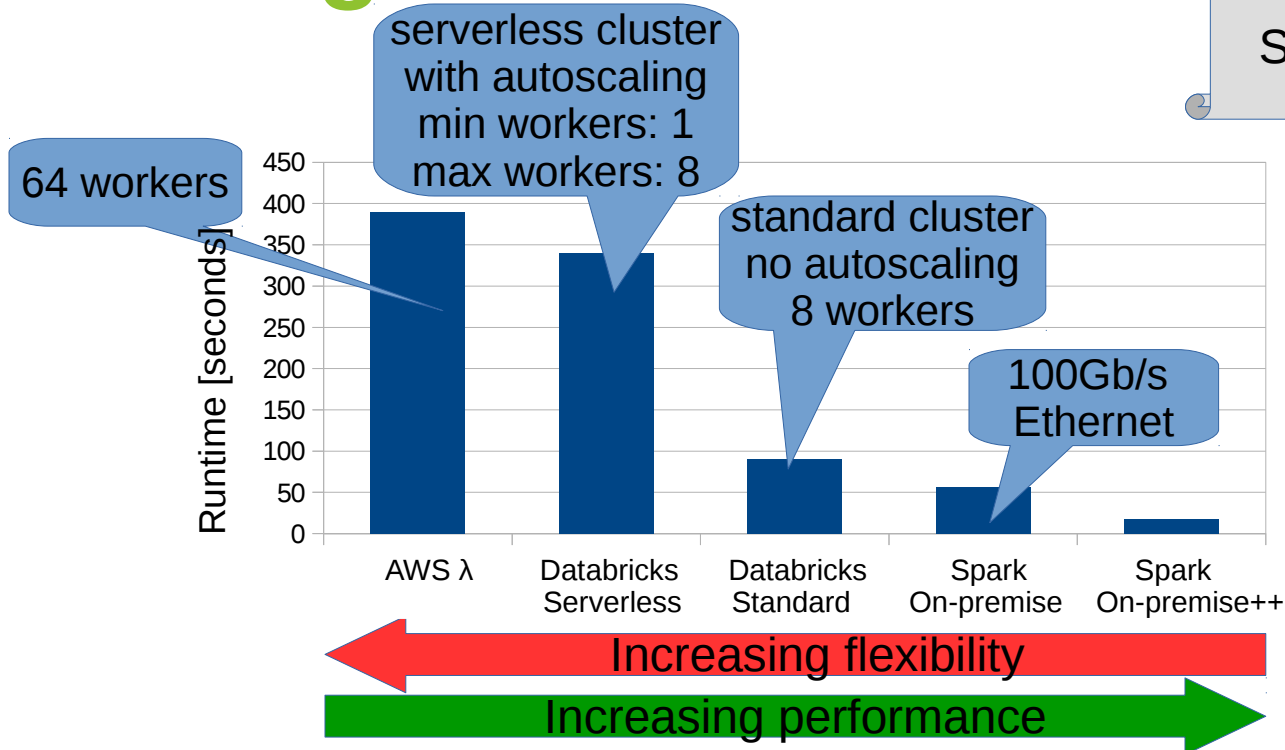 serverless cluster
with autoscaling
min workers: 1
max workers: 8
S
64 workers
standard cluster
no autoscaling
8 workers
100Gb/s
Ethernet
Runtime [seconds]
450
400
350
300
250
200
150
100
50
0
AWS λ
Databricks
Serverless
Databricks
Standard
Spark
On-premise
Spark
On-premise++
Increasing flexibility
Increasing performance